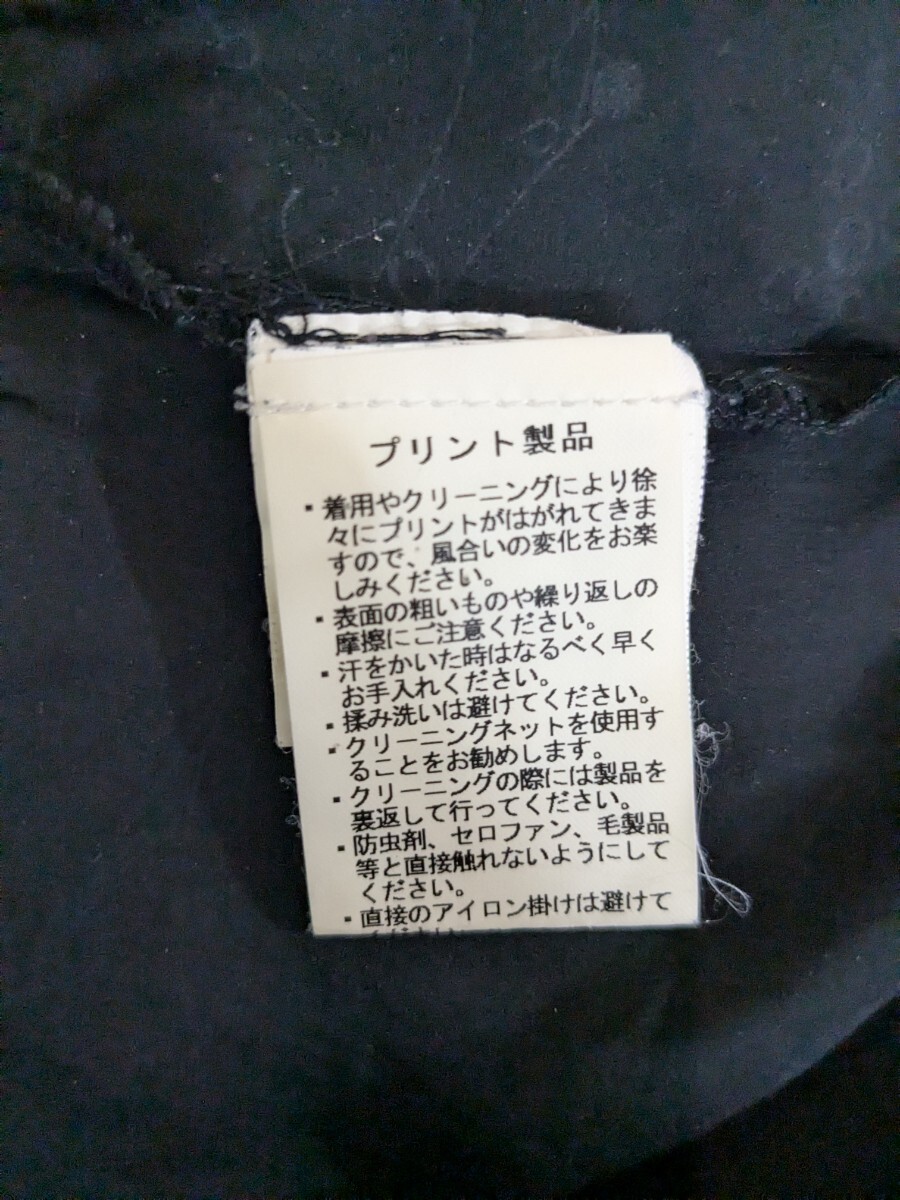 プリント製品
・着用やクリーニングにより徐
々にプリントがはがれてきま
すので、風合いの変化をお楽
しみください。
・表面の粗いものや繰り返しの
摩擦にご注意ください。
・汗をかいた時はなるべく早く
お手入れください。
・揉み洗いは避けてください。
・クリーニングネットを使用す
ることをお勧めします。
・クリーニングの際には製品を
裏返して行ってください。
・防虫剤、セロファン、毛製品
等と直接触れないようにして
ください。
・直接のアイロン掛けは避けて
ください